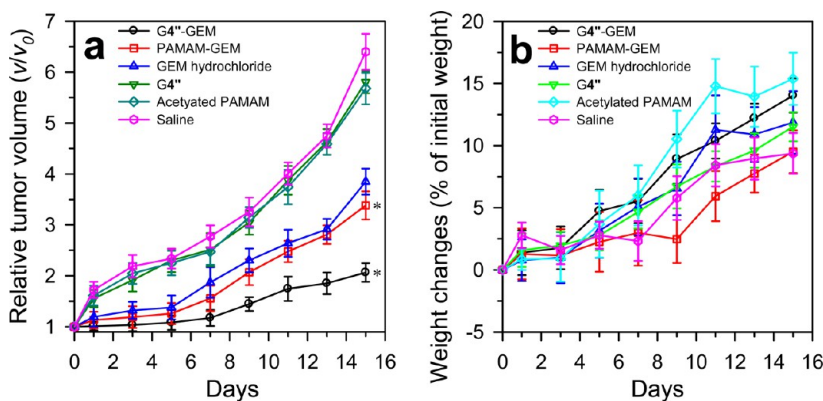 a
G4"-GEM
PAMAM-GEM
GEM hydrochloride
G4"
Acetyated PAMAM
Saline
Relative tumor volume (v/v0)
7
6
5
4
3
2
1
*
*
0 2 4 6 8 10 12 14 16
Days
b
G4"-GEM
PAMAM-GEM
GEM hydrochloride
G4"
Acetylated PAMAM
Saline
Weight changes (% of initial weight)
20
15
10
5
0
-5
0 2 4 6 8 10 12 14 16
Days